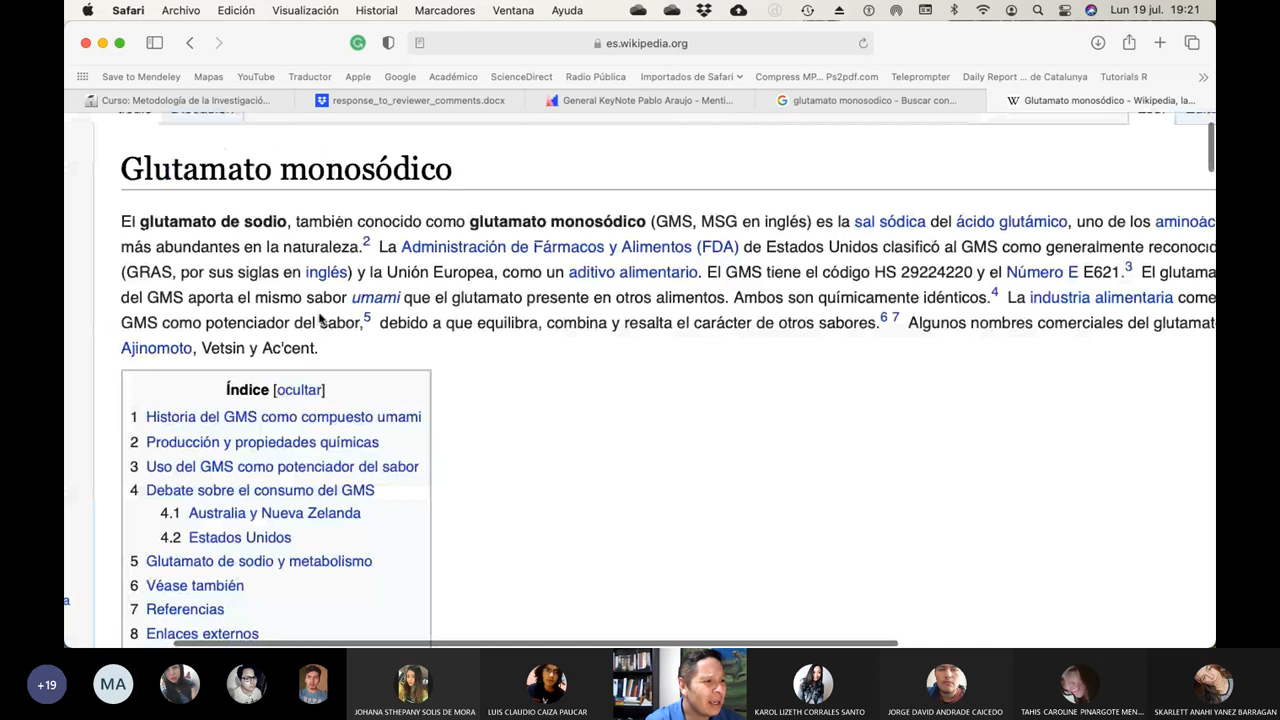 Safari Archivo Edición Visualización Historial Marcadores Ventana Ayuda Lun 19 jul. 19:21
es.wikipedia.org
Save to Mendeley Mapas YouTube Traductor Apple Google Académico ScienceDirect Radio Pública Importados de Safari Compress MP... Ps2pdf.com Teleprompter Daily Report ... de Catalunya Tutorials R
Curso: Metodología de la Investigació... response_to_reviewer_comments.docx General KeyNote Pablo Araujo - Menti... glutamato monosodico - Buscar con... Glutamato monosódico - Wikipedia, la...
Glutamato monosódico
El glutamato de sodio, también conocido como glutamato monosódico (GMS, MSG en inglés) es la sal sódica del ácido glutámico, uno de los aminoác
más abundantes en la naturaleza.2 La Administración de Fármacos y Alimentos (FDA) de Estados Unidos clasificó al GMS como generalmente reconoci
(GRAS, por sus siglas en inglés) y la Unión Europea, como un aditivo alimentario. El GMS tiene el código HS 29224220 y el Número E E621.3 El glutama
del GMS aporta el mismo sabor umami que el glutamato presente en otros alimentos. Ambos son químicamente idénticos.4 La industria alimentaria come
GMS como potenciador del sabor,5 debido a que equilibra, combina y resalta el carácter de otros sabores.6 7 Algunos nombres comerciales del glutamat
Ajinomoto, Vetsin y Ac'cent.
Índice [ocultar]
1 Historia del GMS como compuesto umami
2 Producción y propiedades químicas
3 Uso del GMS como potenciador del sabor
4 Debate sobre el consumo del GMS
4.1 Australia y Nueva Zelanda
4.2 Estados Unidos
5 Glutamato de sodio y metabolismo
6 Véase también
7 Referencias
8 Enlaces externos
a
+19 MA
JOHANA STHEPANY SOLIS DE MORA LUIS CLAUDIO CAIZA PAUCAR KAROL LIZETH CORRALES SANTO JORGE DAVID ANDRADE CAICEDO TAHIS CAROLINE PINARGOTE MEN... SKARLETT ANAHI YANEZ BARRAGAN